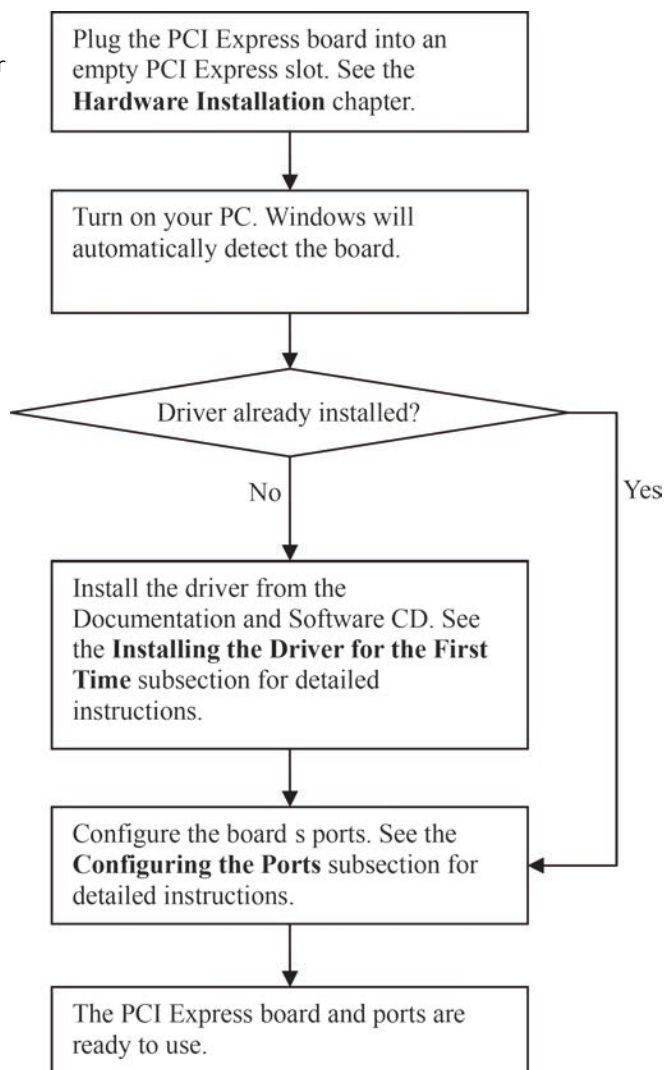 Plug the PCI Express board into an
empty PCI Express slot. See the
Hardware Installation chapter.
r
Turn on your PC. Windows will
automatically detect the board.
Driver already installed?
No
Yes
Install the driver from the
Documentation and Software CD. See
the Installing the Driver for the First
Time subsection for detailed
instructions.
Configure the board s ports. See the
Configuring the Ports subsection for
detailed instructions.
The PCI Express board and ports are
ready to use.